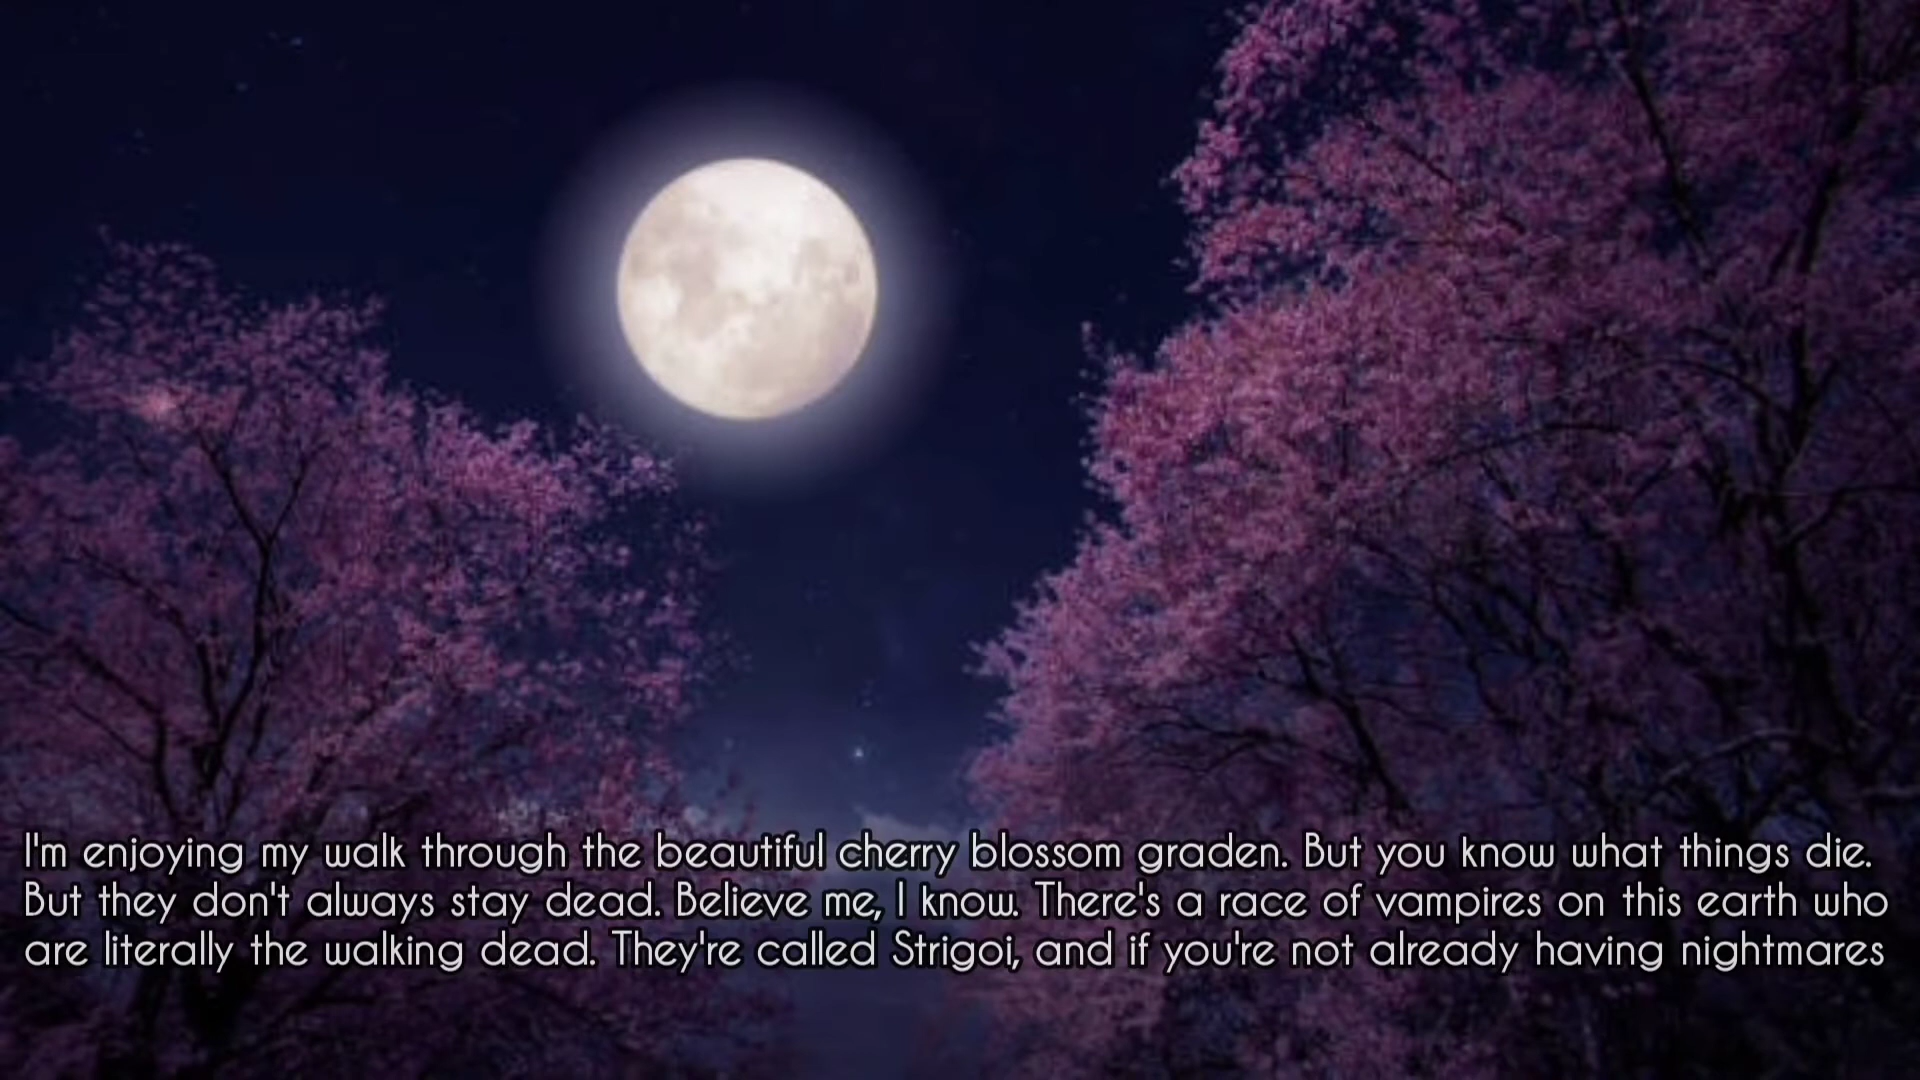 I'm enjoying my walk through the beautiful cherry blossom graden. But you know what things die.
But they don't always stay dead. Believe me, I know. There's a race of vampires on this earth who
are literally the walking dead. They're called Strigoi, and if you're not already having nightmares